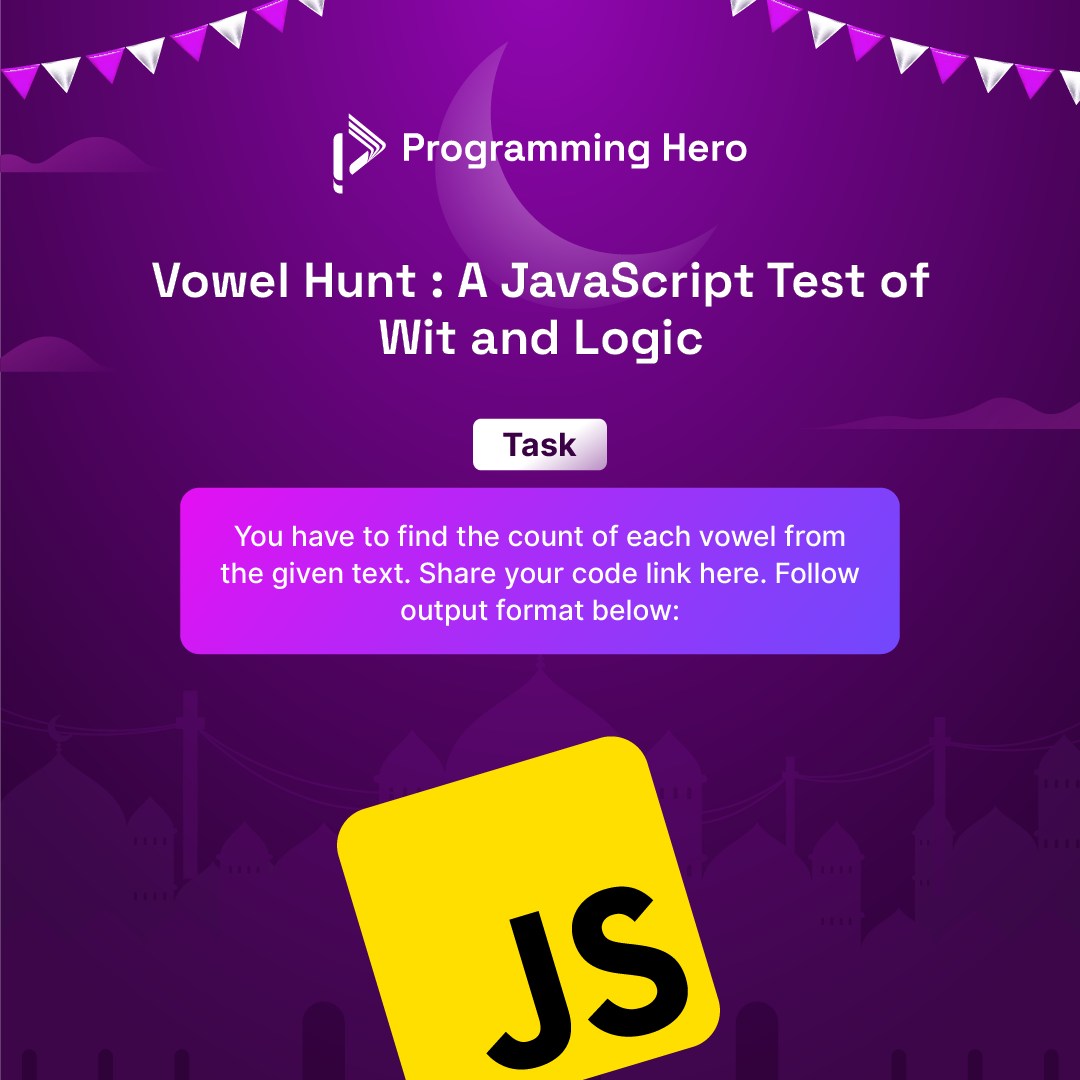 Programming Hero
Vowel Hunt : A JavaScript Test of
Wit and Logic
Task
You have to find the count of each vowel from
the given text. Share your code link here. Follow
output format below:
JS